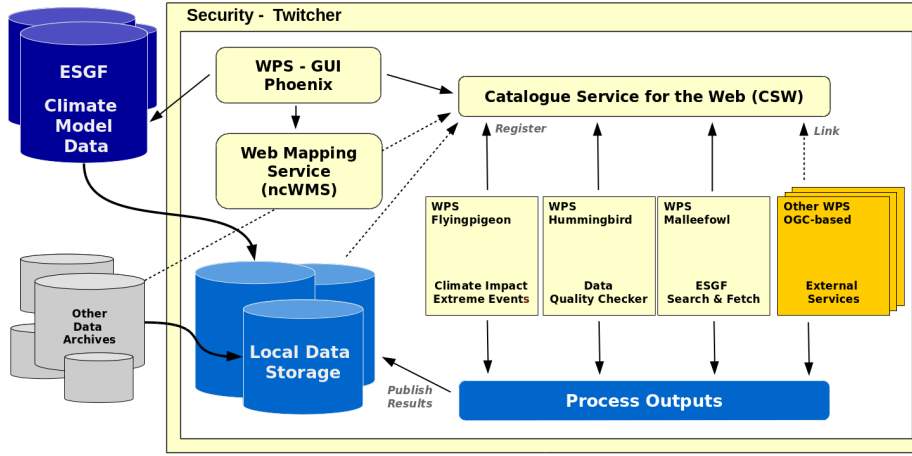 Security - Twitcher
ESGF
Climate
Model
Data
WPS - GUI
Phoenix
Catalogue Service for the Web (CSW)
Register
Link
Web Mapping
Service
(ncWMS)
WPS
Flyingpigeon
Climate Impact
Extreme Events
WPS
Hummingbird
Data
Quality Checker
WPS
Malleefowl
ESGF
Search & Fetch
Other WPS
OGC-based
External
Services
Other
Data
Archives
Local Data
Storage
Publish
Results
Process Outputs